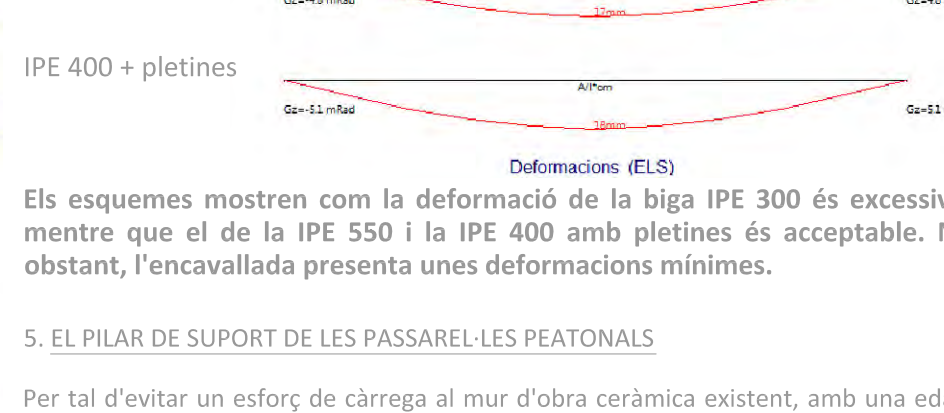 17mm
IPE 400 + pletines
Gz=-5.1 mRad
18mm
Deformacions (ELS)
Els esquemes mostren com la deformació de la biga IPE 300 és
mentre que el de la IPE 550 i la IPE 400 amb pletines és acceptable.
obstant, l'encavallada presenta unes deformacions mínimes.
5. EL PILAR DE SUPORT DE LES PASSAREL·LES PEATONALS
Per tal d'evitar un esforç de càrrega al mur d'obra ceràmica existent, amb una